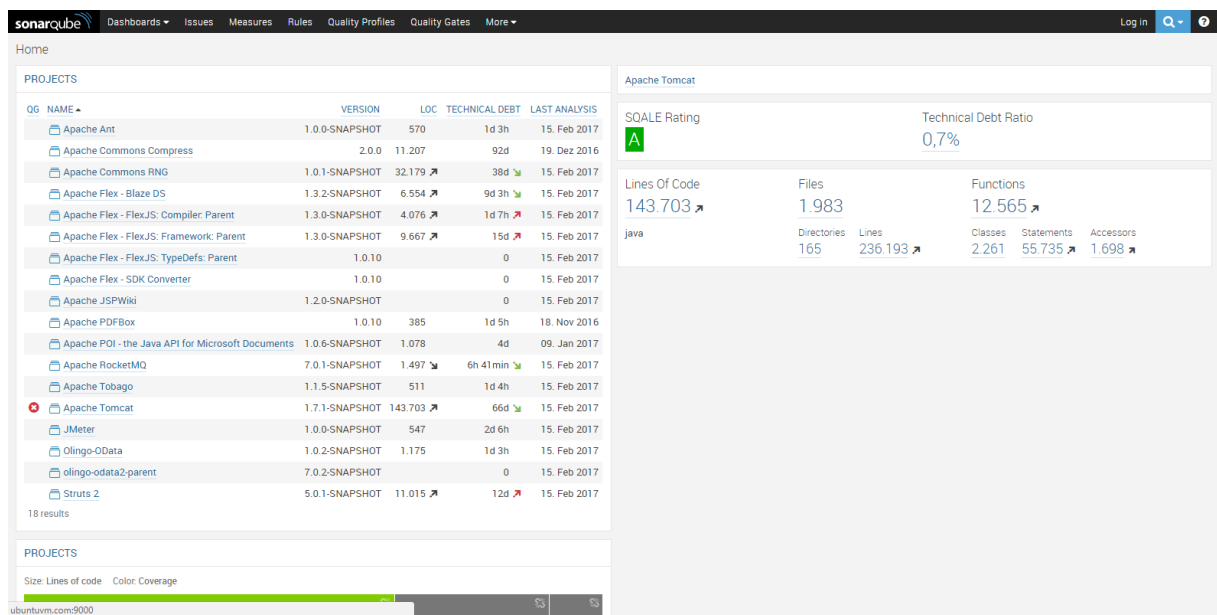 sonarqube Dashboards Issues Measures Rules Quality Profiles Quality Gates More Log in ?
Home
PROJECTS
QG NAME VERSION LOC TECHNICAL DEBT LAST ANALYSIS
Apache Ant 1.0.0-SNAPSHOT 570 1d 3h 15. Feb 2017
Apache Commons Compress 2.0.0 11.207 92d 19. Dez 2016
Apache Commons RNG 1.0.1-SNAPSHOT 32.179 38d 15. Feb 2017
Apache Flex - Blaze DS 1.3.2-SNAPSHOT 6.554 9d 3h 15. Feb 2017
Apache Flex - FlexJS: Compiler: Parent 1.3.0-SNAPSHOT 4.076 1d 7h 15. Feb 2017
Apache Flex - FlexJS: Framework: Parent 1.3.0-SNAPSHOT 9.667 15d 15. Feb 2017
Apache Flex - FlexJS: TypeDefs: Parent 1.0.10 0 15. Feb 2017
Apache Flex - SDK Converter 1.0.10 0 15. Feb 2017
Apache JSPWiki 1.2.0-SNAPSHOT 0 15. Feb 2017
Apache PDFBox 1.0.10 385 1d 5h 18. Nov 2016
Apache POI - the Java API for Microsoft Documents 1.0.6-SNAPSHOT 1.078 4d 09. Jan 2017
Apache RocketMQ 7.0.1-SNAPSHOT 1.497 6h 41min 15. Feb 2017
Apache Tobago 1.1.5-SNAPSHOT 511 1d 4h 15. Feb 2017
Apache Tomcat 1.7.1-SNAPSHOT 143.703 66d 15. Feb 2017
JMeter 1.0.0-SNAPSHOT 547 2d 6h 15. Feb 2017
Olingo-OData 1.0.2-SNAPSHOT 1.175 1d 3h 15. Feb 2017
olingo-odata2-parent 7.0.2-SNAPSHOT 0 15. Feb 2017
Struts 2 5.0.1-SNAPSHOT 11.015 12d 15. Feb 2017
18 results
PROJECTS
Size: Lines of code Color: Coverage
ubuntuvm.com:9000
Apache Tomcat
SQALE Rating Technical Debt Ratio
A 0,7%
Lines Of Code Files Functions
143.703 1.983 12.565
java Directories Lines Classes Statements Accessors
165 236.193 2.261 55.735 1.698